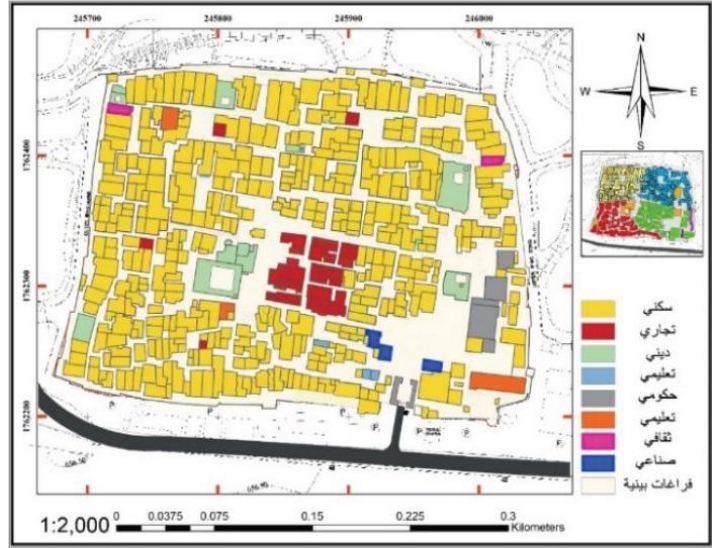 245700 245800 245900 246000
N
W E
S
1762400
1762300
1762200
سكني
تجاري
ديني
تعليمي
حكومي
تعليمي
ثقافي
صناعي
فراغات بينية
1:2,000
0 0.0375 0.075 0.15 0.225 0.3
Kilometers